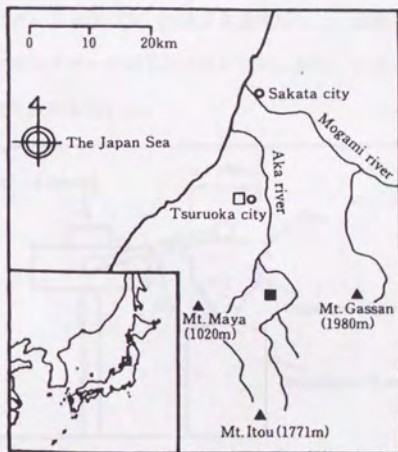 0 10 20km
4
The Japan Sea
Sakata city
Mogami river
Aka river
Tsuruoka city
Mt. Maya
(1020m)
Mt. Gassan
(1980m)
Mt. Itou (1771m)